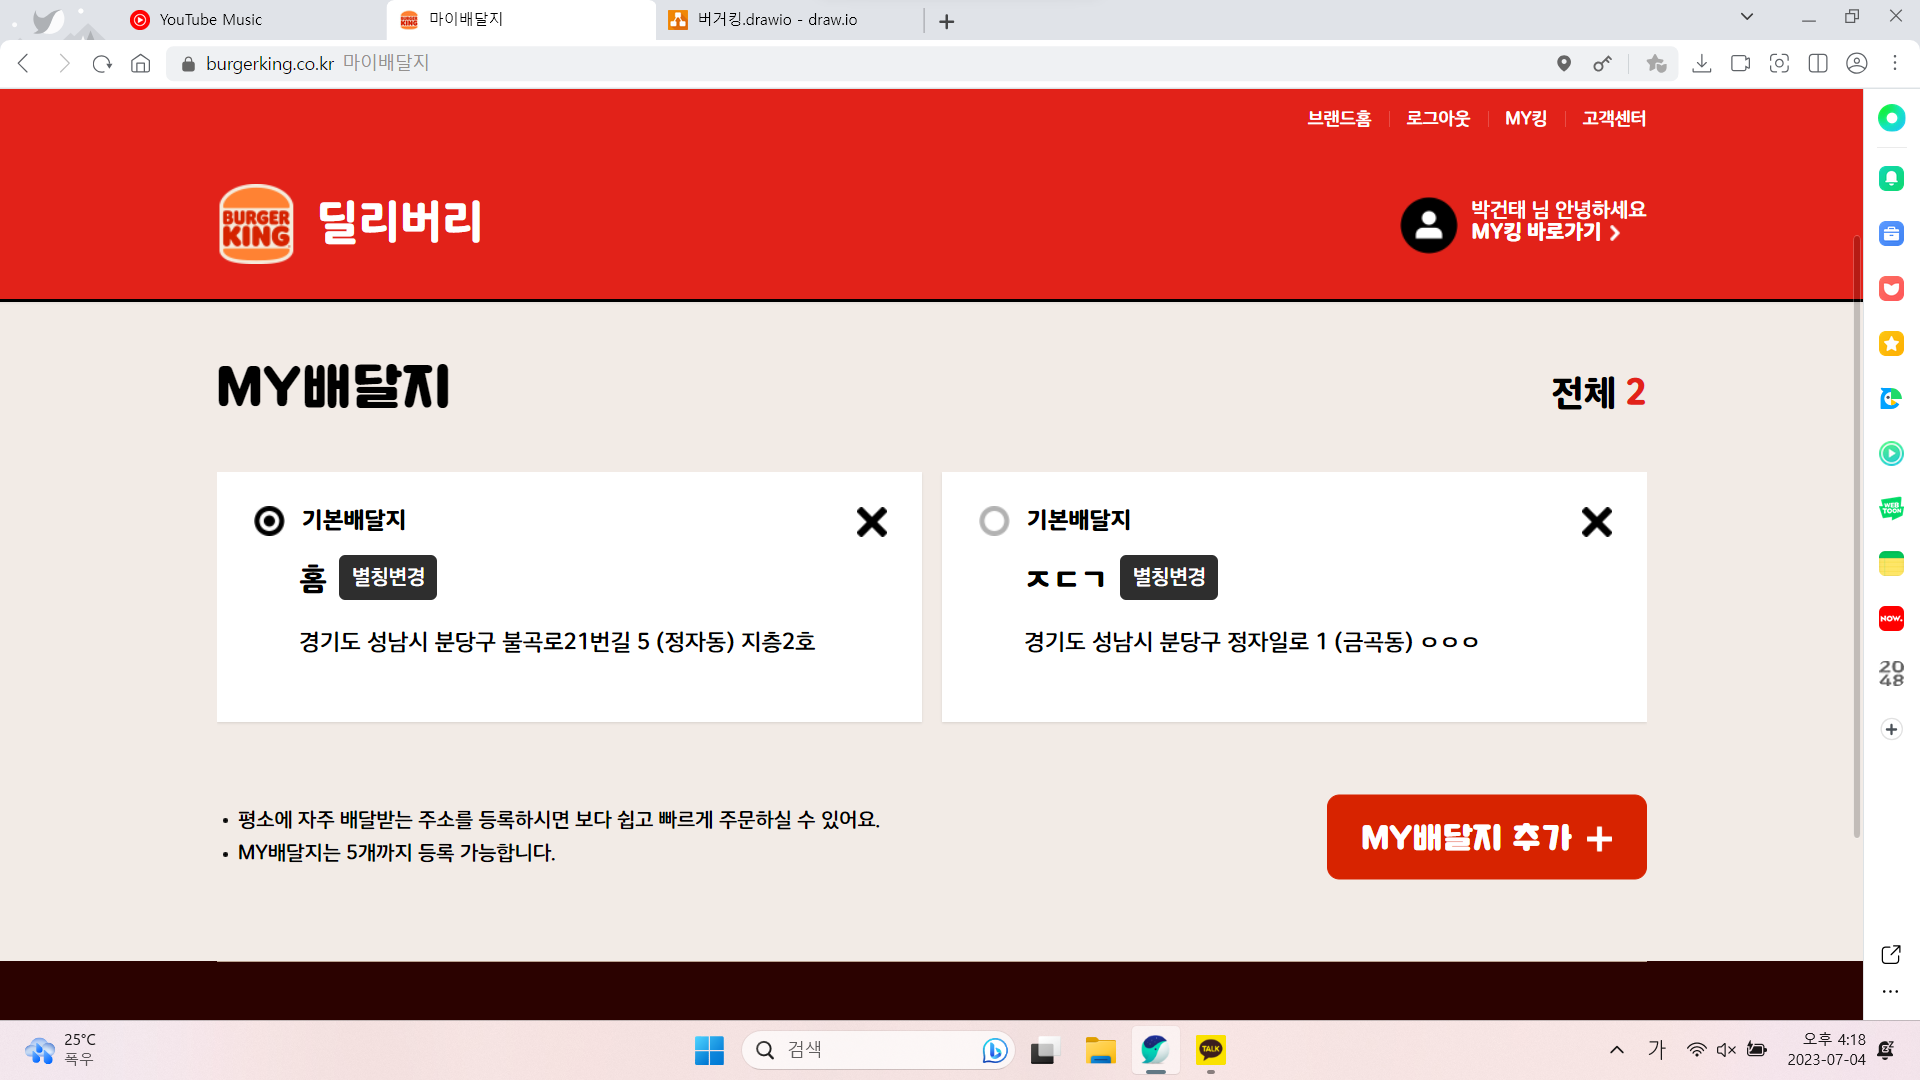 YouTube Music
마이배달지
버거킹.drawio - draw.io
burgerking.co.kr 마이배달지
브랜드홈
로그아웃
MY킹
고객센터
BURGER KING
딜리버리
박건태 님 안녕하세요
MY킹 바로가기
MY배달지
전체 2
기본배달지
홈 별칭변경
경기도 성남시 분당구 불곡로21번길 5 (정자동) 지층2호
기본배달지
ㅈㄷㄱ 별칭변경
경기도 성남시 분당구 정자일로 1 (금곡동) ㅇㅇㅇ
• 평소에 자주 배달받는 주소를 등록하시면 보다 쉽고 빠르게 주문하실 수 있어요.
• MY배달지는 5개까지 등록 가능합니다.
MY배달지 추가 +
WEB
TOON
NOW.
20
48
25°C
폭우
검색
TALK
가
오후 4:18
2023-07-04